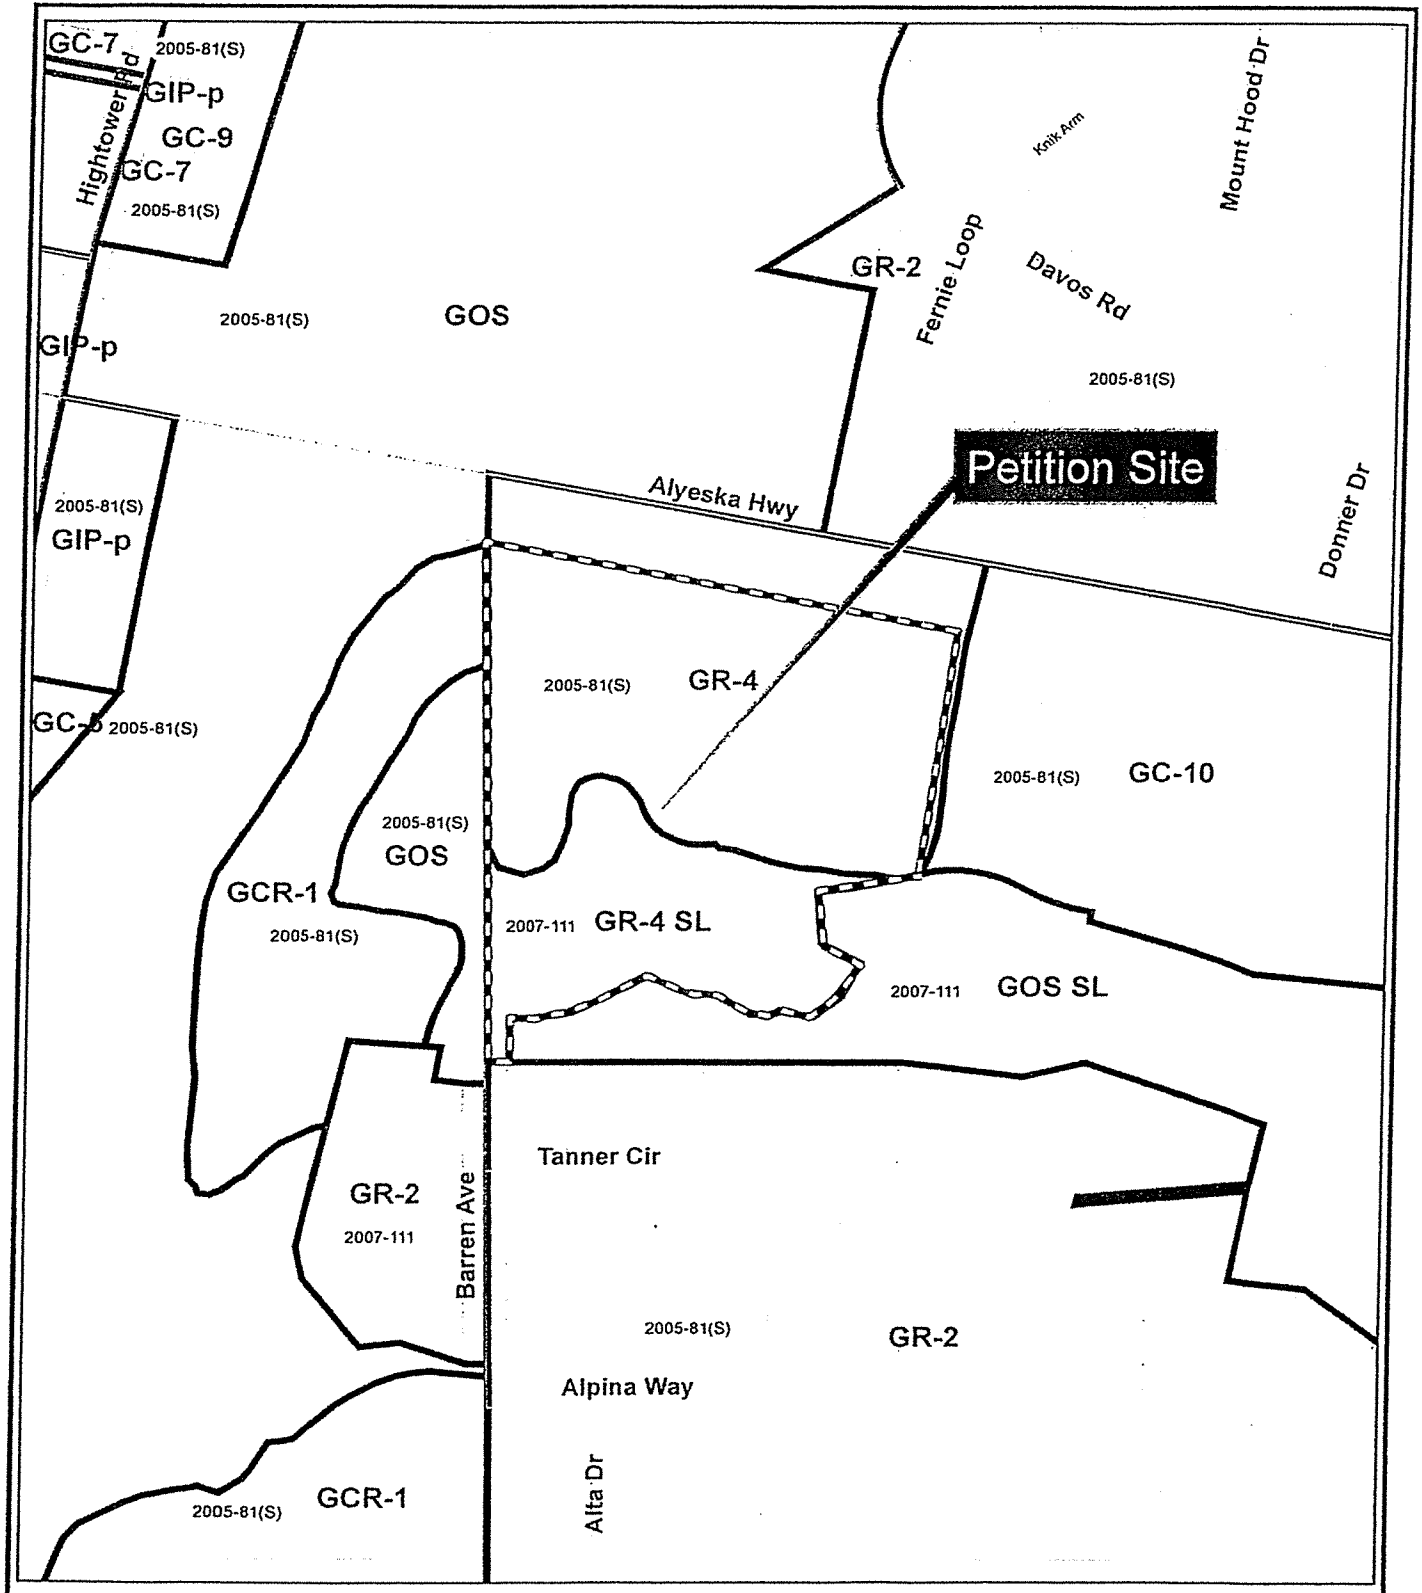 GC-7
2005-81(S)
Hightower Rd
GIP-p
GC-9
GC-7
2005-81(S)
Knik Arm
Mount Hood Dr
GR-2
Fernie Loop
Davos Rd
2005-81(S)
GOS
GIP-p
2005-81(S)
Petition Site
Alyeska Hwy
Donner Dr
2005-81(S)
GIP-p
2005-81(S)
GR-4
GC-5
2005-81(S)
2005-81(S)
GC-10
2005-81(S)
GOS
GCR-1
2005-81(S)
2007-111
GR-4 SL
2007-111
GOS SL
Tanner Cir
GR-2
2007-111
Barren Ave
2005-81(S)
GR-2
Alpina Way
Alta Dr
GCR-1
2005-81(S)